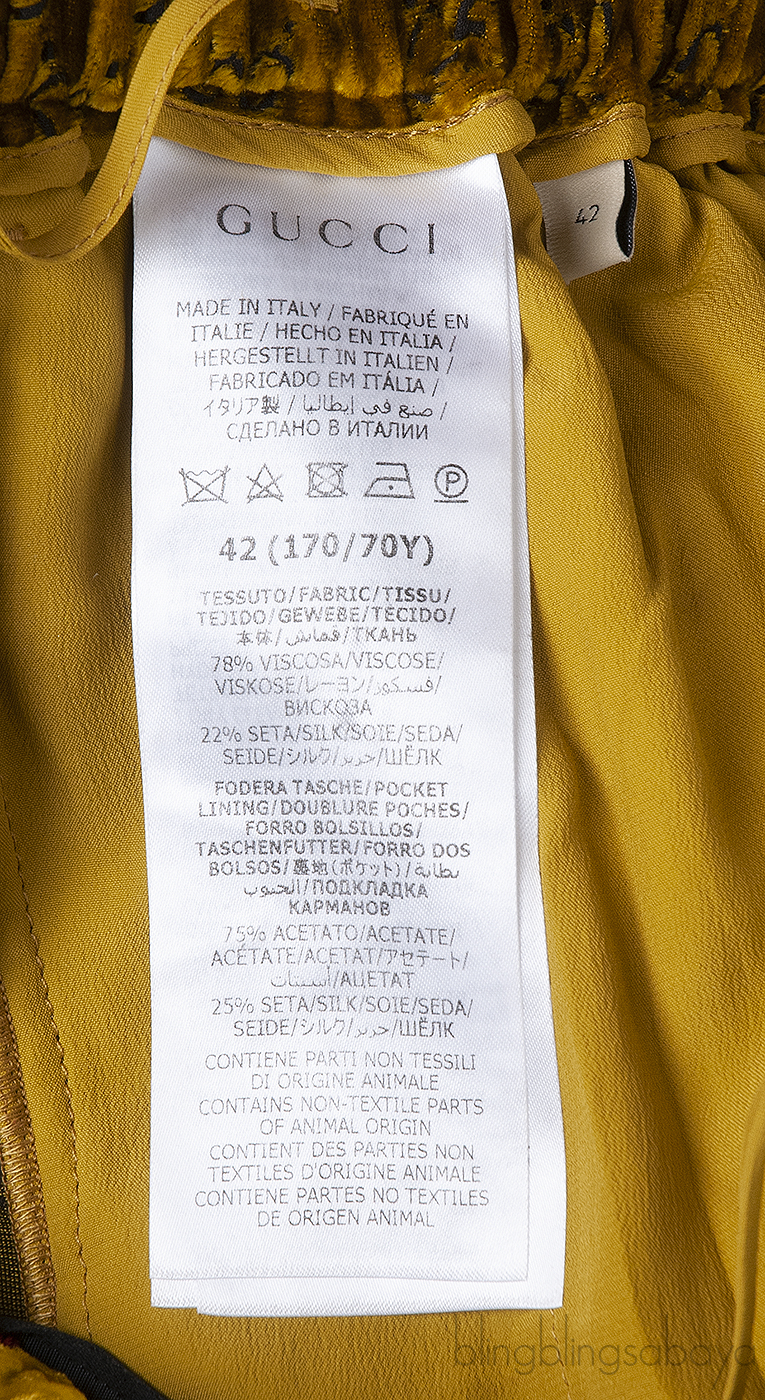 GUCCI
42
MADE IN ITALY / FABRIQUÉ EN
ITALIE / HECHO EN ITALIA /
HERGESTELLT IN ITALIEN /
FABRICADO EM ITÁLIA /
イタリア製 / صنع في ايطاليا /
СДЕЛАНО В ИТАЛИИ
P
42 (170/70Y)
TESSUTO/FABRIC/TISSU/
TEJIDO/GEWEBE/TECIDO/
本体/قماش/ТКАНЬ
78% VISCOSA/VISCOSE/
VISKOSE/レーヨン/فسكوز/
ВИСКОЗА
22% SETA/SILK/SOIE/SEDA/
SEIDE/シルク/حرير/ШЁЛК
FODERA TASCHE/POCKET
LINING/DOUBLURE POCHES/
FORRO BOLSILLOS/
TASCHENFUTTER/FORRO DOS
BOLSOS/裏地(ポケット)/بطانة
الجيوب/ПОДКЛАДКА
КАРМАНОВ
75% ACETATO/ACETATE/
ACÉTATE/ACETAT/アセテート/
أسيتات/АЦЕТАТ
25% SETA/SILK/SOIE/SEDA/
SEIDE/シルク/حرير/ШЁЛК
CONTIENE PARTI NON TESSILI
DI ORIGINE ANIMALE
CONTAINS NON-TEXTILE PARTS
OF ANIMAL ORIGIN
CONTIENT DES PARTIES NON
TEXTILES D'ORIGINE ANIMALE
CONTIENE PARTES NO TEXTILES
DE ORIGEN ANIMAL
blingblingsabaya